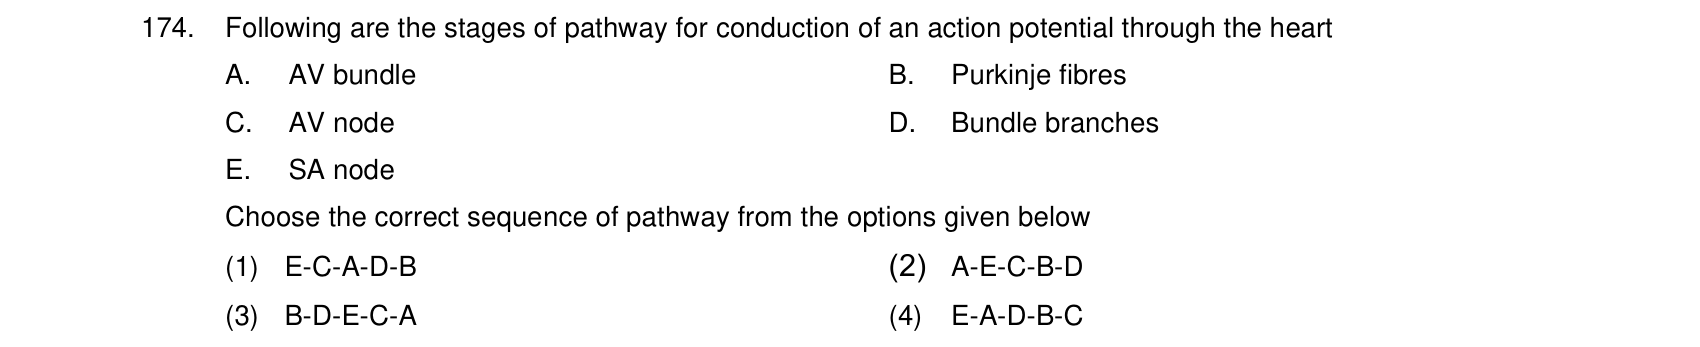 174. Following are the stages of pathway for conduction of an action potential through the heart
A. AV bundle B. Purkinje fibres
C. AV node D. Bundle branches
E. SA node
Choose the correct sequence of pathway from the options given below
(1) E-C-A-D-B (2) A-E-C-B-D
(3) B-D-E-C-A (4) E-A-D-B-C